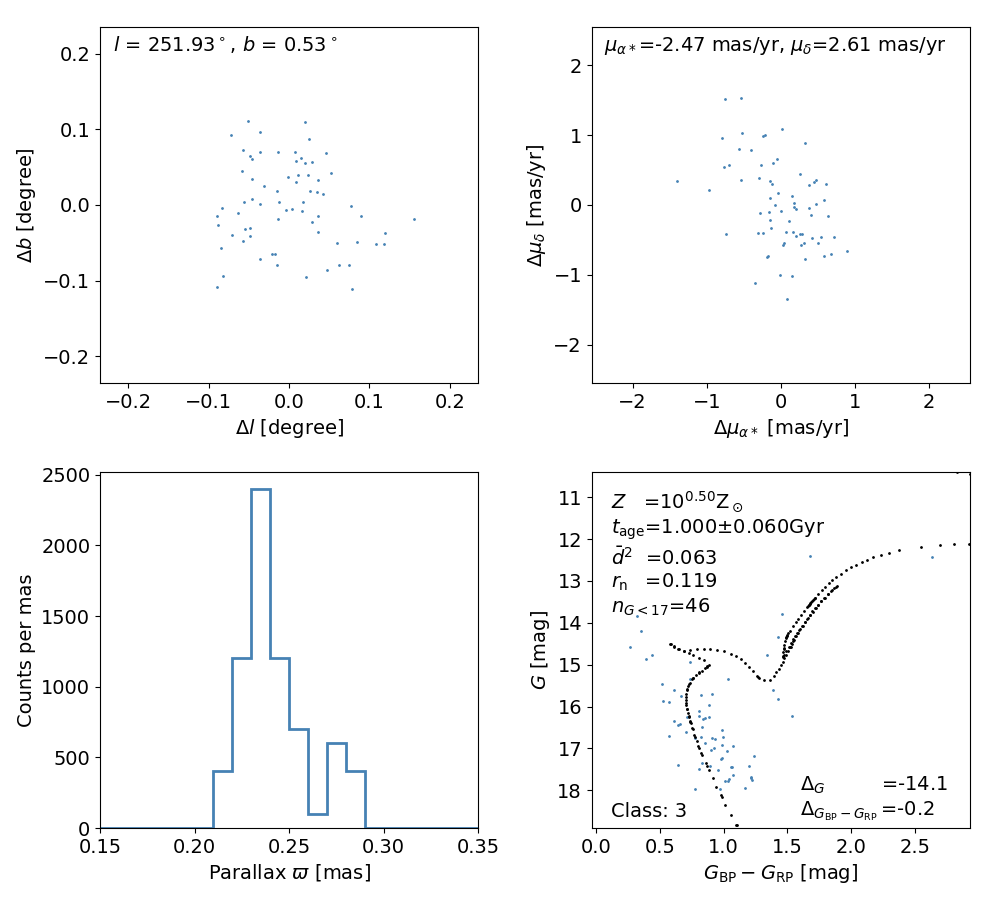 l = 251.93°, b = 0.53°
0.2
0.1
0.0
−0.1
−0.2
Δb [degree]
−0.2 −0.1 0.0 0.1 0.2
Δl [degree]
μα*=-2.47 mas/yr, μδ=2.61 mas/yr
2
1
0
−1
−2
Δμδ [mas/yr]
−2 −1 0 1 2
Δμα* [mas/yr]
2500
2000
1500
1000
500
0
Counts per mas
0.15 0.20 0.25 0.30 0.35
Parallax ϖ [mas]
Z =10^0.50 Z⊙
t_age=1.000±0.060Gyr
d̄² =0.063
r_n =0.119
n_G<17=46
11
12
13
14
15
16
17
18
G [mag]
Δ_G =-14.1
Class: 3
Δ_GBP−GRP =-0.2
0.0 0.5 1.0 1.5 2.0 2.5
G_BP − G_RP [mag]